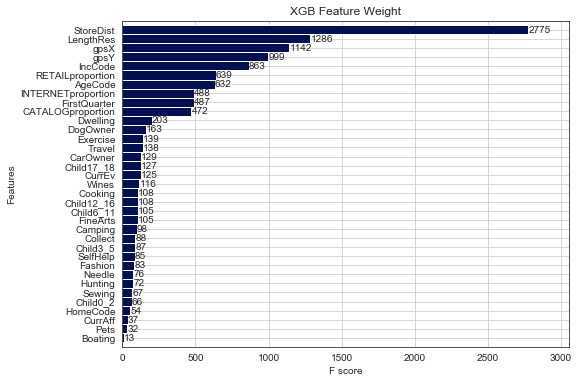 XGB Feature Weight
Features
StoreDist 2775
LengthRes 1286
gpsX 1142
gpsY 999
IncCode 863
RETAILproportion 639
AgeCode 632
INTERNETproportion 488
FirstQuarter 487
CATALOGproportion 472
Dwelling 203
DogOwner 163
Exercise 139
Travel 138
CarOwner 129
Child17_18 127
CurrEv 125
Wines 116
Cooking 108
Child12_16 108
Child6_11 105
FineArts 105
Camping 98
Collect 88
Child3_5 87
SelfHelp 85
Fashion 83
Needle 76
Hunting 72
Sewing 67
Child0_2 66
HomeCode 54
CurrAff 37
Pets 32
Boating 13
0 500 1000 1500 2000 2500 3000
F score